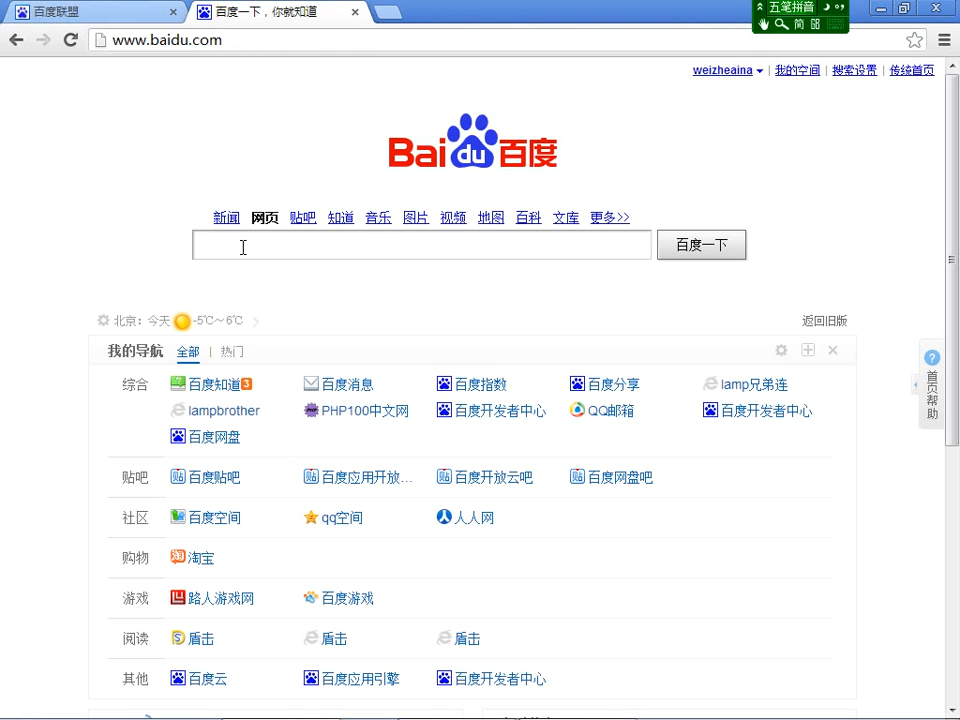 百度联盟
百度一下，你就知道
五笔拼音
简
www.baidu.com
weizheaina | 我的空间 | 搜索设置 | 传统首页
Bai du 百度
新闻 网页 贴吧 知道 音乐 图片 视频 地图 百科 文库 更多>>
百度一下
北京： 今天 -5℃～6℃
返回旧版
我的导航 全部 | 热门
首页帮助
综合 百度知道 3 百度消息 百度指数 百度分享 lamp兄弟连
lampbrother PHP100中文网 百度开发者中心 QQ邮箱 百度开发者中心
百度网盘
贴吧 百度贴吧 百度应用开放... 百度开放云吧 百度网盘吧
社区 百度空间 qq空间 人人网
购物 淘宝
游戏 路人游戏网 百度游戏
阅读 盾击 盾击 盾击
其他 百度云 百度应用引擎 百度开发者中心